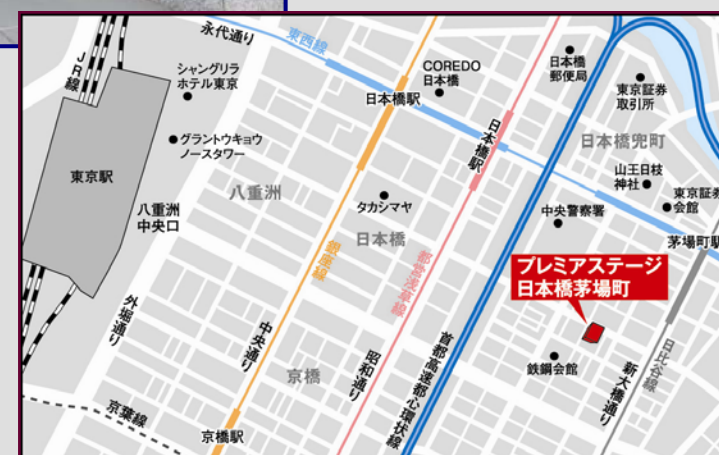 永代通り
東西線
JR線
シャングリラ
ホテル東京
COREDO
日本橋
日本橋
郵便局
東京証券
取引所
日本橋駅
グラントウキョウ
ノースタワー
日本橋駅
日本橋兜町
東京駅
山王日枝
神社
八重洲
タカシマヤ
中央警察署
東京証券
会館
八重洲
中央口
日本橋
茅場町駅
銀座線
都営浅草線
プレミアステージ
日本橋茅場町
外堀通り
中央通り
昭和通り
首都高速都心環状線
鉄鋼会館
新大橋通り
日比谷線
京橋
京葉線
京橋駅